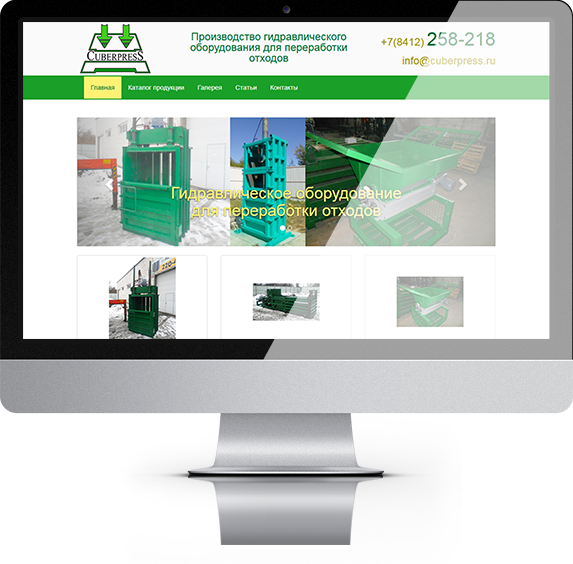 CUBERPRESS
Производство гидравлического
оборудования для переработки
отходов
+7(8412) 258-218
info@cuberpress.ru
Главная Каталог продукции Галерея Статьи Контакты
Гидравлическое оборудование
для переработки отходов